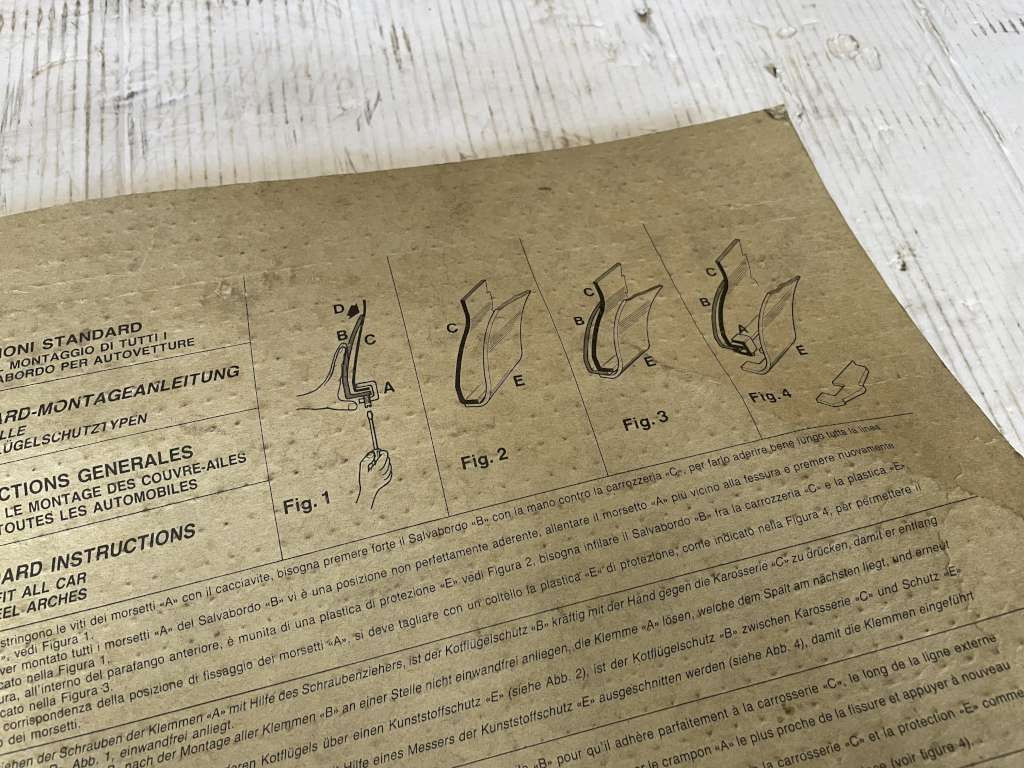 IONI STANDARD
MONTAGGIO DI TUTTI I
ABORDO PER AUTOVETTURE
ARD-MONTAGEANLEITUNG
LLE
LÜGELSCHUTZTYPEN
CTIONS GENERALES
LE MONTAGE DES COUVRE-AILES
TOUTES LES AUTOMOBILES
ARD INSTRUCTIONS
FIT ALL CAR
EEL ARCHES
D
B
C
A
Fig. 1
C
E
Fig. 2
C
B
E
Fig. 3
C
B
A
E
Fig. 4
stringono le viti dei morsetti «A» con il cacciavite, bisogna premere forte il Salvabordo «B» con la mano contro la carrozzeria «C», per farlo aderire bene lungo tutta la linea
», vedi Figura 1.
ver montato tutti i morsetti «A» del Salvabordo «B» vi è una posizione non perfettamente aderente, allentare il morsetto «A» più vicino alla fessura e premere nuovamente
cato nella Figura 1.
ura, all'interno del parafango anteriore, è munita di una plastica di protezione «E» vedi Figura 2, bisogna infilare il Salvabordo «B» fra la carrozzeria «C» e la plastica «E»
cato nella Figura 3.
corrispondenza della posizione di fissaggio dei morsetti «A», si deve tagliare con un coltello la plastica «E» di protezione, come indicato nella Figura 4, per permettere il
o dei morsetti.
ziehen der Schrauben der Klemmen «A» mit Hilfe des Schraubenziehers, ist der Kotflügelschutz «B» kräftig mit der Hand gegen die Karosserie «C» zu drücken, damit er entlang
Abb. 1, einwandfrei anliegt.
nach der Montage aller Klemmen «B» an einer Stelle nicht einwandfrei anliegen, die Klemme «A» lösen, welche dem Spalt am nächsten liegt, und erneut
eren Kotflügels über einen Kunststoffschutz «E» (siehe Abb. 2), ist der Kotflügelschutz «B» zwischen Karosserie «C» und Schutz «E»
Hilfe eines Messers der Kunststoffschutz «E» ausgeschnitten werden (siehe Abb. 4), damit die Klemmen eingeführt
«B» pour qu'il adhère parfaitement à la carrosserie «C», le long de la ligne externe
er le crampon «A» le plus proche de la fissure et appuyer à nouveau
la carrosserie «C» et la protection «E» comme
(voir figure 4).